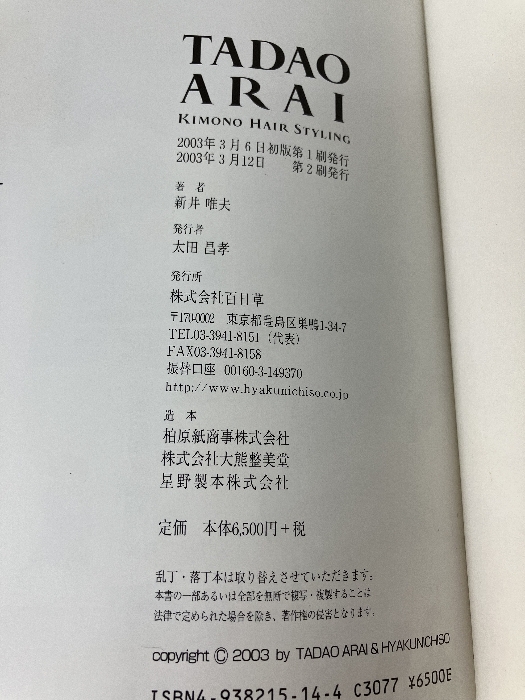 TADAO
ARAI
KIMONO HAIR STYLING
2003年3月6日初版第1刷発行
2003年3月12日 第2刷発行
著 者
新井 唯夫
発行者
太田 昌孝
発行所
株式会社百日草
〒170-0002 東京都豊島区巣鴨1-34-7
TEL03-3941-8151(代表)
FAX03-3941-8158
振替口座 00160-3-149370
http://www.hyakunichiso.co.jp
造 本
柏原紙商事株式会社
株式会社大熊整美堂
星野製本株式会社
定価 本体6,500円+税
乱丁・落丁本は取り替えさせていただきます。
本書の一部あるいは全部を無断で複写・複製することは
法律で定められた場合を除き、著作権の侵害となります。
copyright © 2003 by TADAO ARAI & HYAKUNICHISO
ISBN4-938215-14-4 C3077 ¥6500E